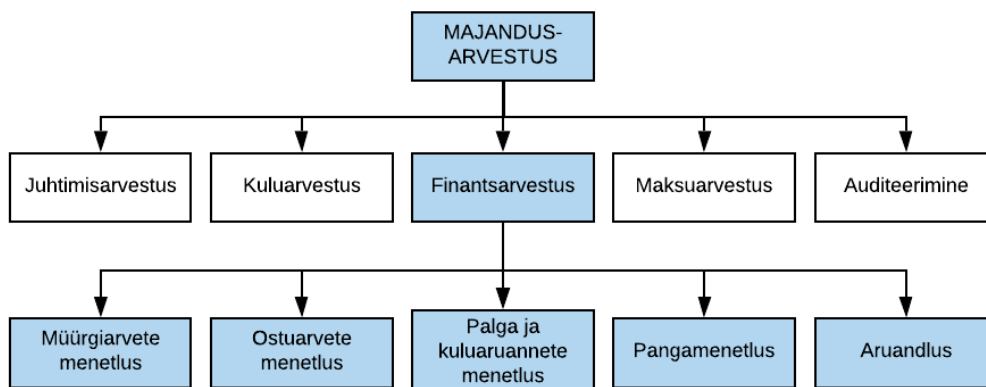 MAJANDUS-
ARVESTUS
Juhtimisarvestus
Kuluarvestus
Finantsarvestus
Maksuarvestus
Auditeerimine
Müürgiarvete
menetlus
Ostuarvete
menetlus
Palga ja
kuluaruannete
menetlus
Pangamenetlus
Aruandlus